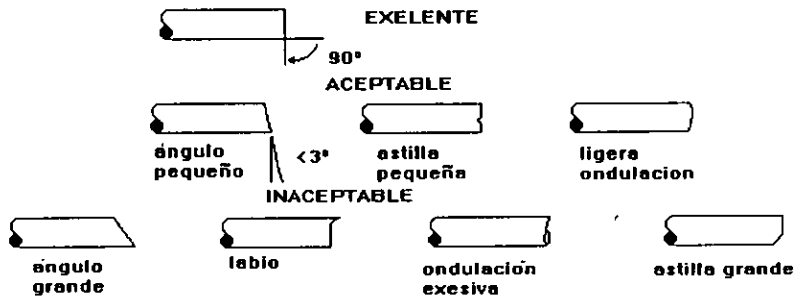 EXELENTE
90°
ACEPTABLE
ángulo
pequeño
<3°
astilla
pequeña
ligera
ondulacion
INACEPTABLE
ángulo
grande
labio
ondulación
exesiva
astilla grande